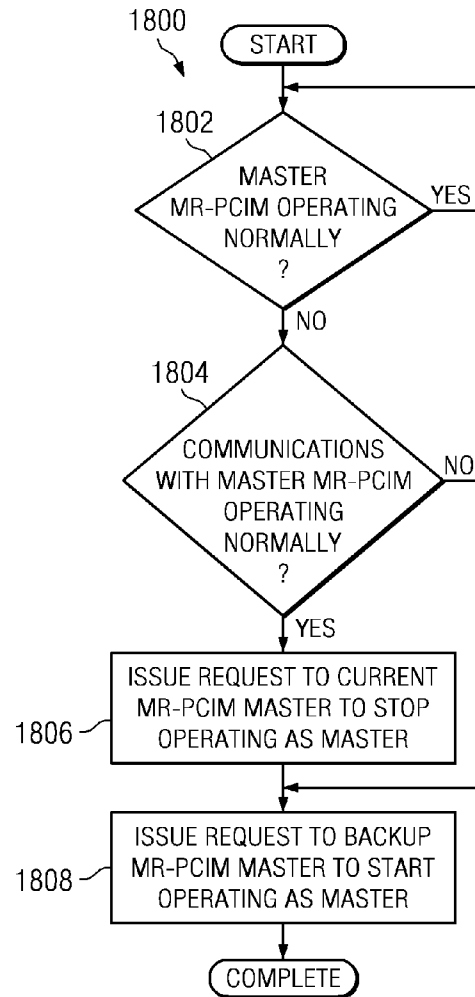 1800
START
1802
MASTER
MR-PCIM OPERATING
NORMALLY
?
YES
NO
1804
COMMUNICATIONS
WITH MASTER MR-PCIM
OPERATING
NORMALLY
?
NO
YES
1806
ISSUE REQUEST TO CURRENT
MR-PCIM MASTER TO STOP
OPERATING AS MASTER
1808
ISSUE REQUEST TO BACKUP
MR-PCIM MASTER TO START
OPERATING AS MASTER
COMPLETE